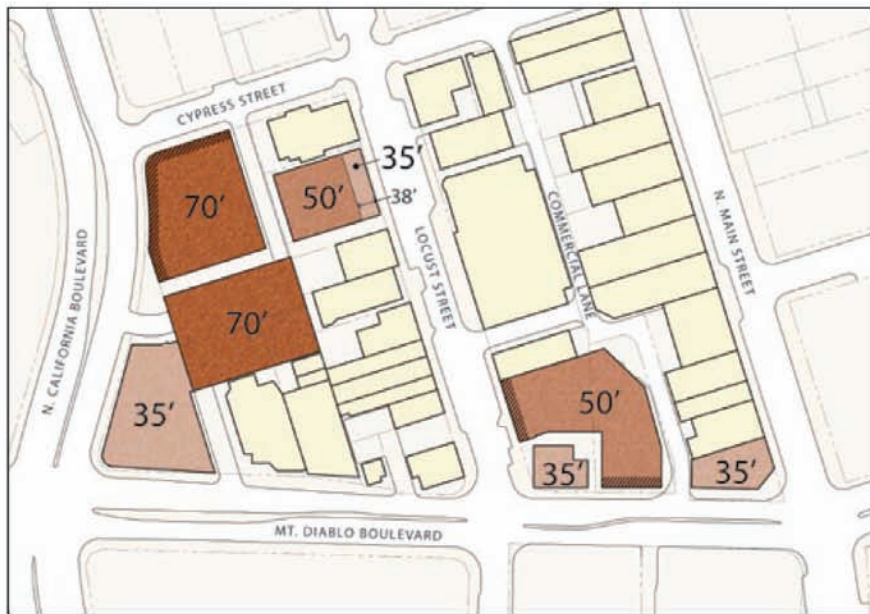 CYPRESS STREET
35’
70’
50’
38’
COMMERCIAL LANE
N. MAIN STREET
LOCUST STREET
N. CALIFORNIA BOULEVARD
70’
35’
50’
35’
35’
MT. DIABLO BOULEVARD